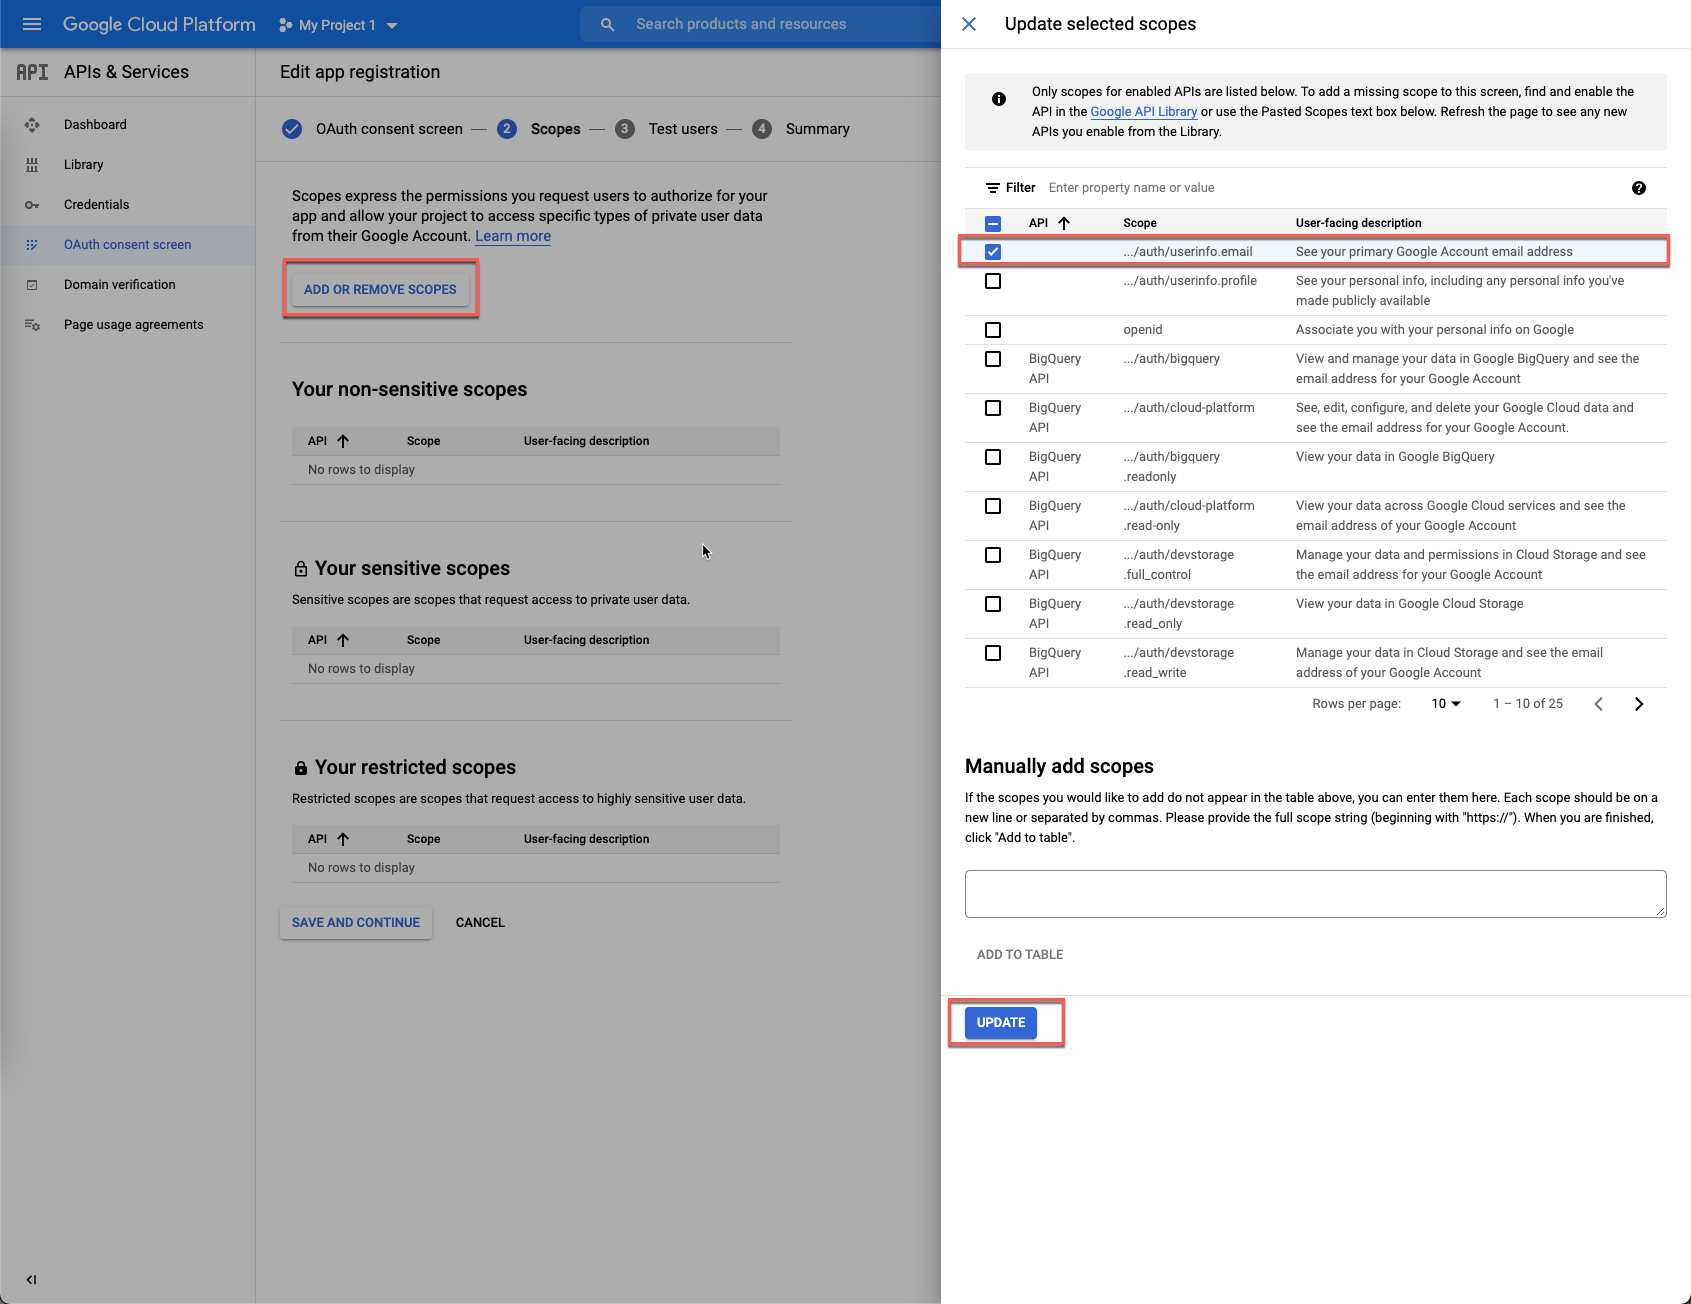 Google Cloud Platform
My Project 1
Search products and resources
API
APIs & Services
Dashboard
Library
Credentials
OAuth consent screen
Domain verification
Page usage agreements
Edit app registration
OAuth consent screen — 2 Scopes — 3 Test users — 4 Summary
Scopes express the permissions you request users to authorize for your
app and allow your project to access specific types of private user data
from their Google Account. Learn more
ADD OR REMOVE SCOPES
Your non-sensitive scopes
API Scope User-facing description
No rows to display
Your sensitive scopes
Sensitive scopes are scopes that request access to private user data.
API Scope User-facing description
No rows to display
Your restricted scopes
Restricted scopes are scopes that request access to highly sensitive user data.
API Scope User-facing description
No rows to display
SAVE AND CONTINUE CANCEL
Update selected scopes
Only scopes for enabled APIs are listed below. To add a missing scope to this screen, find and enable the
API in the Google API Library or use the Pasted Scopes text box below. Refresh the page to see any new
APIs you enable from the Library.
Filter Enter property name or value
API Scope User-facing description
.../auth/userinfo.email See your primary Google Account email address
.../auth/userinfo.profile See your personal info, including any personal info you've
made publicly available
openid Associate you with your personal info on Google
BigQuery .../auth/bigquery View and manage your data in Google BigQuery and see the
API email address for your Google Account
BigQuery .../auth/cloud-platform See, edit, configure, and delete your Google Cloud data and
API see the email address for your Google Account.
BigQuery .../auth/bigquery View your data in Google BigQuery
API .readonly
BigQuery .../auth/cloud-platform View your data across Google Cloud services and see the
API .read-only email address of your Google Account
BigQuery .../auth/devstorage Manage your data and permissions in Cloud Storage and see
API .full_control the email address for your Google Account
BigQuery .../auth/devstorage View your data in Google Cloud Storage
API .read_only
BigQuery .../auth/devstorage Manage your data in Cloud Storage and see the email
API .read_write address of your Google Account
Rows per page: 10 1 – 10 of 25
Manually add scopes
If the scopes you would like to add do not appear in the table above, you can enter them here. Each scope should be on a
new line or separated by commas. Please provide the full scope string (beginning with "https://"). When you are finished,
click "Add to table".
ADD TO TABLE
UPDATE